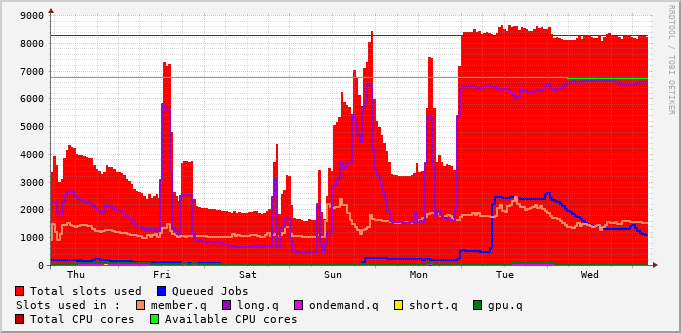 9000
8000
7000
6000
5000
4000
3000
2000
1000
0
Thu Fri Sat Sun Mon Tue Wed
RRDTOOL / TOBI OETIKER
Total slots used Queued Jobs
Slots used in : member.q long.q ondemand.q short.q gpu.q
Total CPU cores Available CPU cores